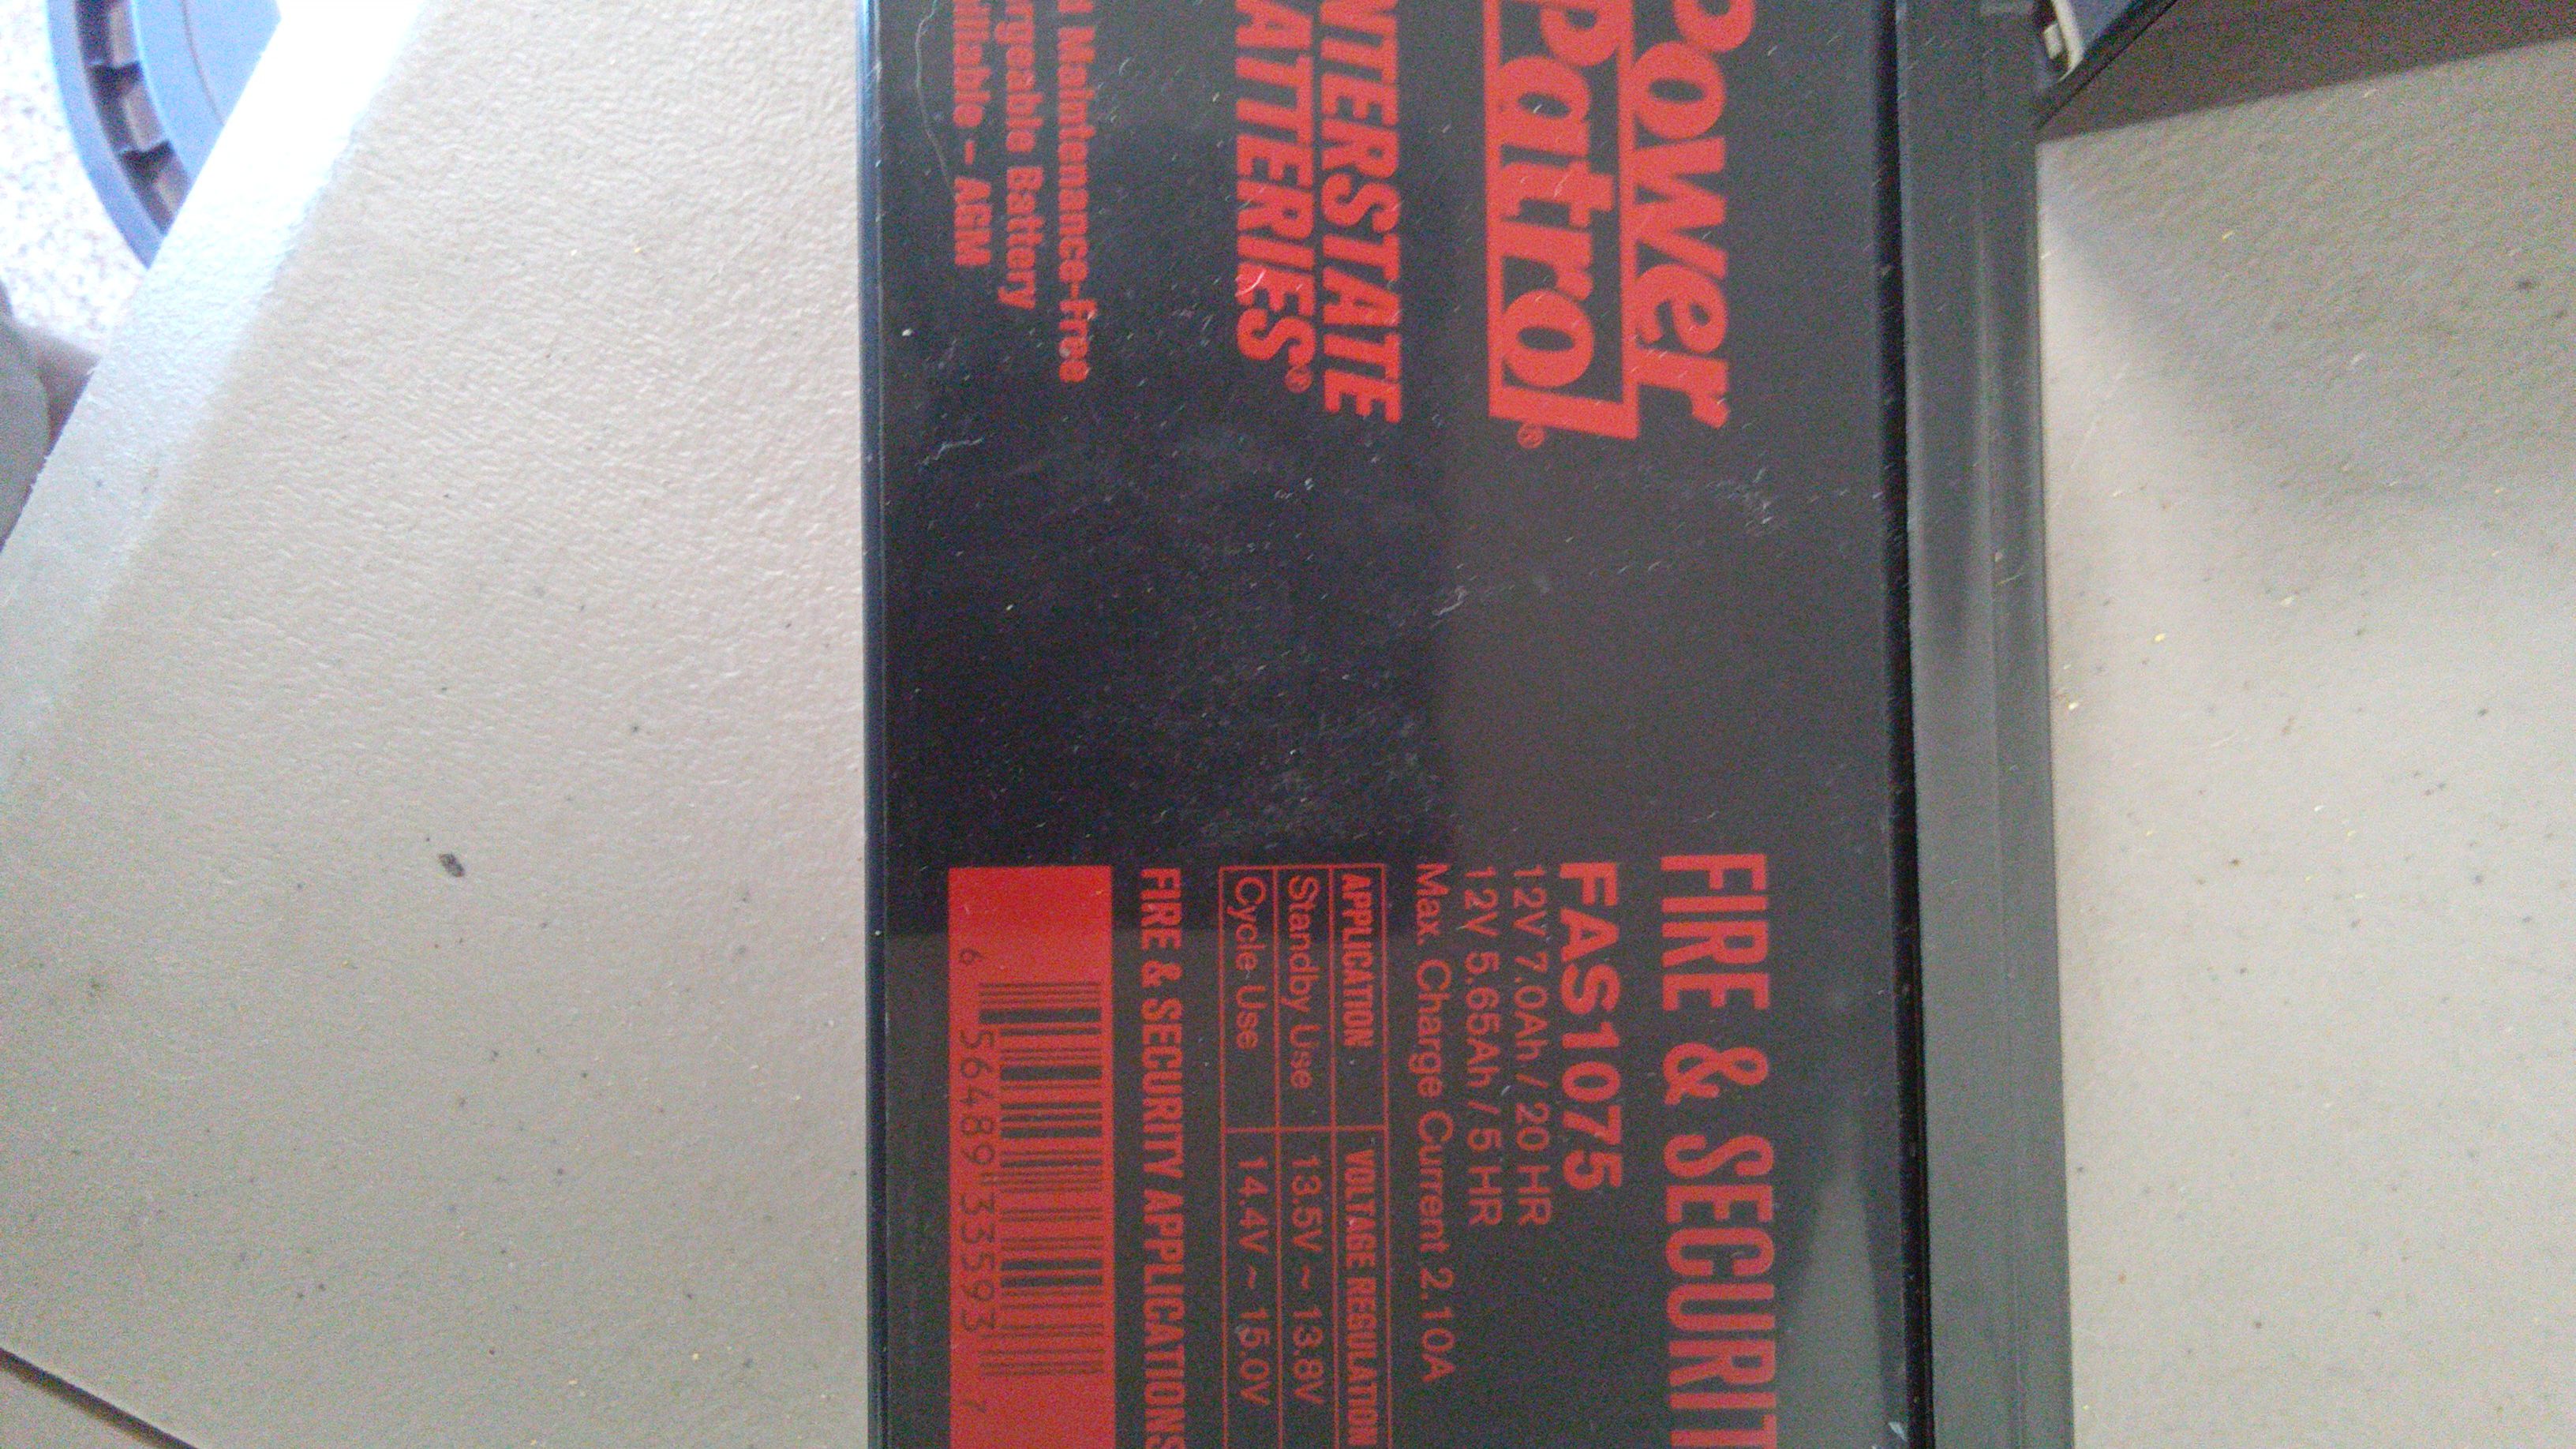 Power
Patrol®
INTERSTATE
BATTERIES®
Maintenance-Free
Battery
AGM
FIRE & SECURIT
FAS1075
12V 7.0Ah / 20 HR
12V 5.65Ah / 5 HR
Max. Charge Current 2.10A
APPLICATION VOLTAGE REGULATION
Standby Use 13.5V ~ 13.8V
Cycle Use 14.4V ~ 15.0V
FIRE & SECURITY APPLICATIONS
6 56489 33593 7